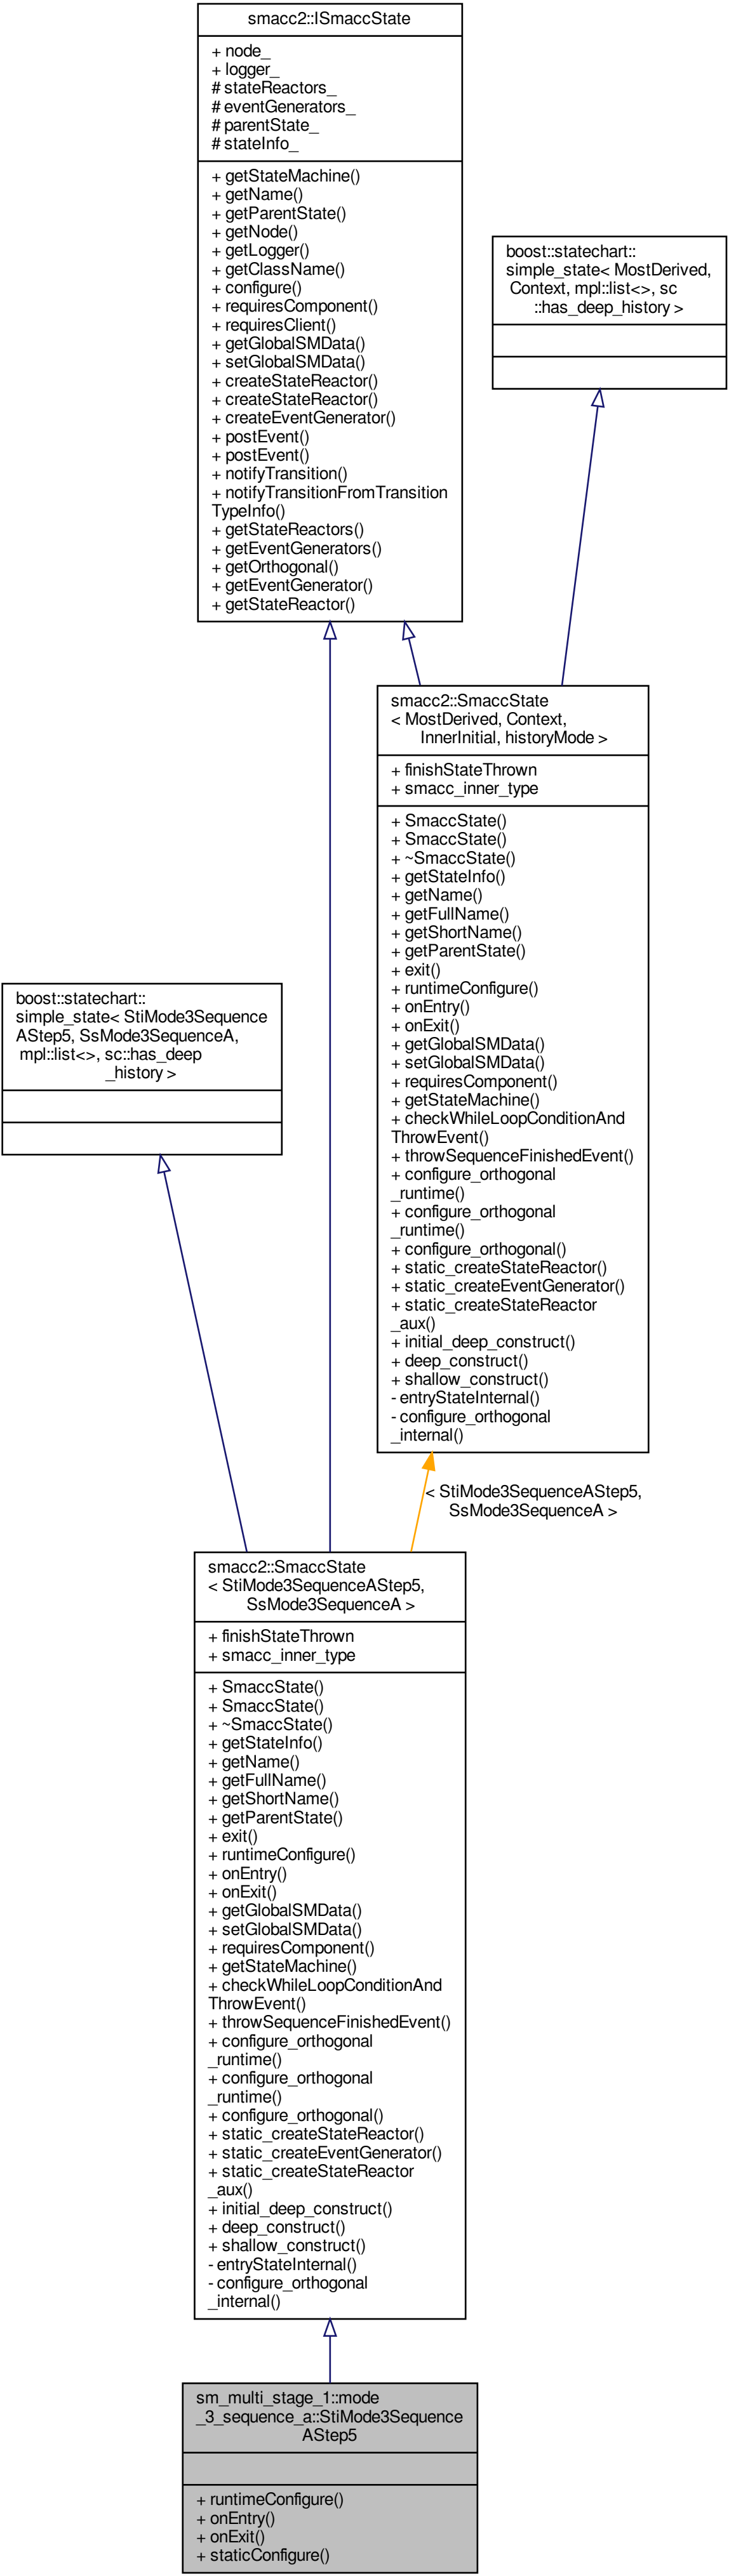 smacc2::ISmaccState
+ node_
+ logger_
# stateReactors_
# eventGenerators_
# parentState_
# stateInfo_
+ getStateMachine()
+ getName()
+ getParentState()
+ getNode()
+ getLogger()
+ getClassName()
+ configure()
+ requiresComponent()
+ requiresClient()
+ getGlobalSMData()
+ setGlobalSMData()
+ createStateReactor()
+ createStateReactor()
+ createEventGenerator()
+ postEvent()
+ postEvent()
+ notifyTransition()
+ notifyTransitionFromTransition
TypeInfo()
+ getStateReactors()
+ getEventGenerators()
+ getOrthogonal()
+ getEventGenerator()
+ getStateReactor()
boost::statechart::
simple_state< MostDerived,
Context, mpl::list<>, sc
::has_deep_history >
smacc2::SmaccState
< MostDerived, Context,
InnerInitial, historyMode >
+ finishStateThrown
+ smacc_inner_type
+ SmaccState()
+ SmaccState()
+ ~SmaccState()
+ getStateInfo()
+ getName()
+ getFullName()
+ getShortName()
+ getParentState()
+ exit()
+ runtimeConfigure()
+ onEntry()
+ onExit()
+ getGlobalSMData()
+ setGlobalSMData()
+ requiresComponent()
+ getStateMachine()
+ checkWhileLoopConditionAnd
ThrowEvent()
+ throwSequenceFinishedEvent()
+ configure_orthogonal
_runtime()
+ configure_orthogonal
_runtime()
+ configure_orthogonal()
+ static_createStateReactor()
+ static_createEventGenerator()
+ static_createStateReactor
_aux()
+ initial_deep_construct()
+ deep_construct()
+ shallow_construct()
- entryStateInternal()
- configure_orthogonal
_internal()
boost::statechart::
simple_state< StiMode3Sequence
AStep5, SsMode3SequenceA,
mpl::list<>, sc::has_deep
_history >
< StiMode3SequenceAStep5,
SsMode3SequenceA >
smacc2::SmaccState
< StiMode3SequenceAStep5,
SsMode3SequenceA >
+ finishStateThrown
+ smacc_inner_type
+ SmaccState()
+ SmaccState()
+ ~SmaccState()
+ getStateInfo()
+ getName()
+ getFullName()
+ getShortName()
+ getParentState()
+ exit()
+ runtimeConfigure()
+ onEntry()
+ onExit()
+ getGlobalSMData()
+ setGlobalSMData()
+ requiresComponent()
+ getStateMachine()
+ checkWhileLoopConditionAnd
ThrowEvent()
+ throwSequenceFinishedEvent()
+ configure_orthogonal
_runtime()
+ configure_orthogonal
_runtime()
+ configure_orthogonal()
+ static_createStateReactor()
+ static_createEventGenerator()
+ static_createStateReactor
_aux()
+ initial_deep_construct()
+ deep_construct()
+ shallow_construct()
- entryStateInternal()
- configure_orthogonal
_internal()
sm_multi_stage_1::mode
_3_sequence_a::StiMode3Sequence
AStep5
+ runtimeConfigure()
+ onEntry()
+ onExit()
+ staticConfigure()